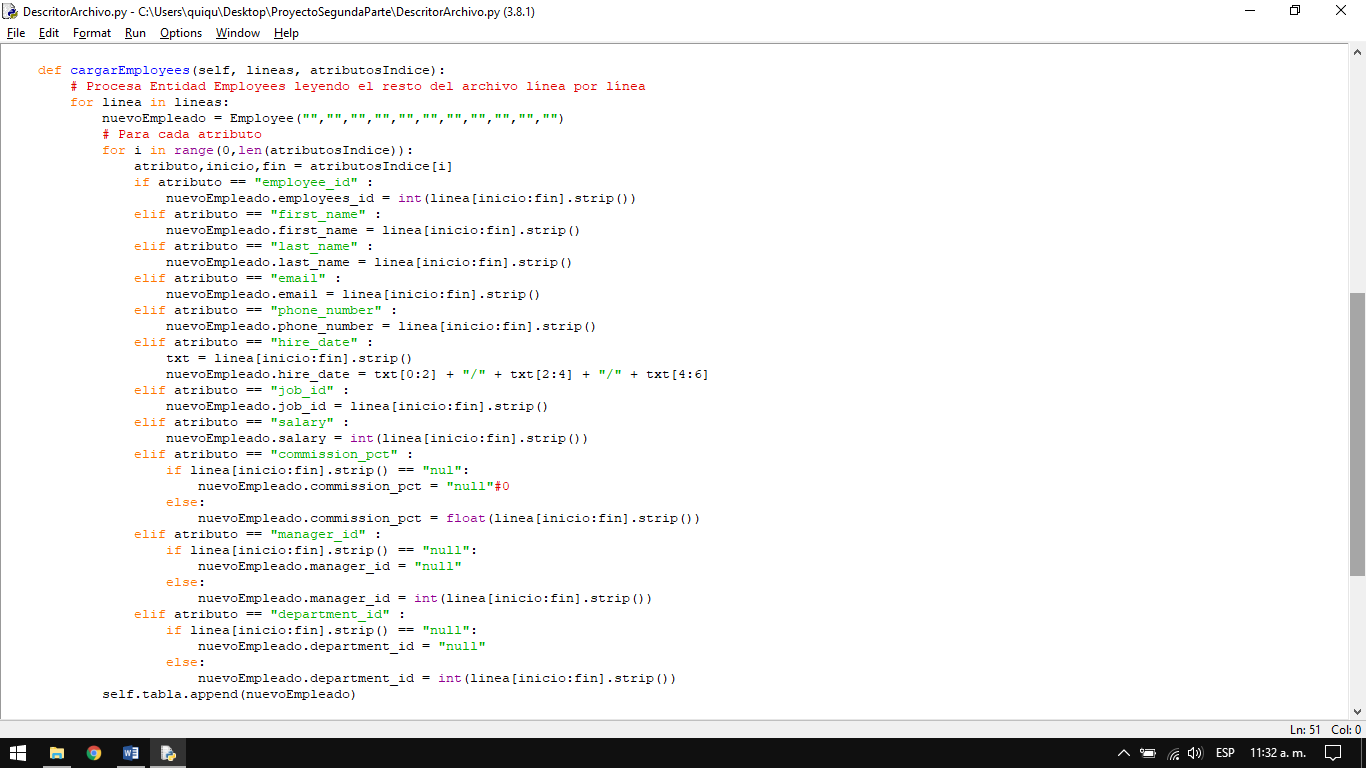 DescritorArchivo.py - C:\Users\quiqu\Desktop\ProyectoSegundaParte\DescritorArchivo.py (3.8.1)
File Edit Format Run Options Window Help
def cargarEmployees(self, lineas, atributosIndice):
# Procesa Entidad Employees leyendo el resto del archivo línea por línea
for linea in lineas:
nuevoEmpleado = Employee("","","","","","","","","","","")
# Para cada atributo
for i in range(0,len(atributosIndice)):
atributo,inicio,fin = atributosIndice[i]
if atributo == "employee_id" :
nuevoEmpleado.employees_id = int(linea[inicio:fin].strip())
elif atributo == "first_name" :
nuevoEmpleado.first_name = linea[inicio:fin].strip()
elif atributo == "last_name" :
nuevoEmpleado.last_name = linea[inicio:fin].strip()
elif atributo == "email" :
nuevoEmpleado.email = linea[inicio:fin].strip()
elif atributo == "phone_number" :
nuevoEmpleado.phone_number = linea[inicio:fin].strip()
elif atributo == "hire_date" :
txt = linea[inicio:fin].strip()
nuevoEmpleado.hire_date = txt[0:2] + "/" + txt[2:4] + "/" + txt[4:6]
elif atributo == "job_id" :
nuevoEmpleado.job_id = linea[inicio:fin].strip()
elif atributo == "salary" :
nuevoEmpleado.salary = int(linea[inicio:fin].strip())
elif atributo == "commission_pct" :
if linea[inicio:fin].strip() == "nul":
nuevoEmpleado.commission_pct = "null"#0
else:
nuevoEmpleado.commission_pct = float(linea[inicio:fin].strip())
elif atributo == "manager_id" :
if linea[inicio:fin].strip() == "null":
nuevoEmpleado.manager_id = "null"
else:
nuevoEmpleado.manager_id = int(linea[inicio:fin].strip())
elif atributo == "department_id" :
if linea[inicio:fin].strip() == "null":
nuevoEmpleado.department_id = "null"
else:
nuevoEmpleado.department_id = int(linea[inicio:fin].strip())
self.tabla.append(nuevoEmpleado)
Ln: 51 Col: 0
ESP 11:32 a. m.